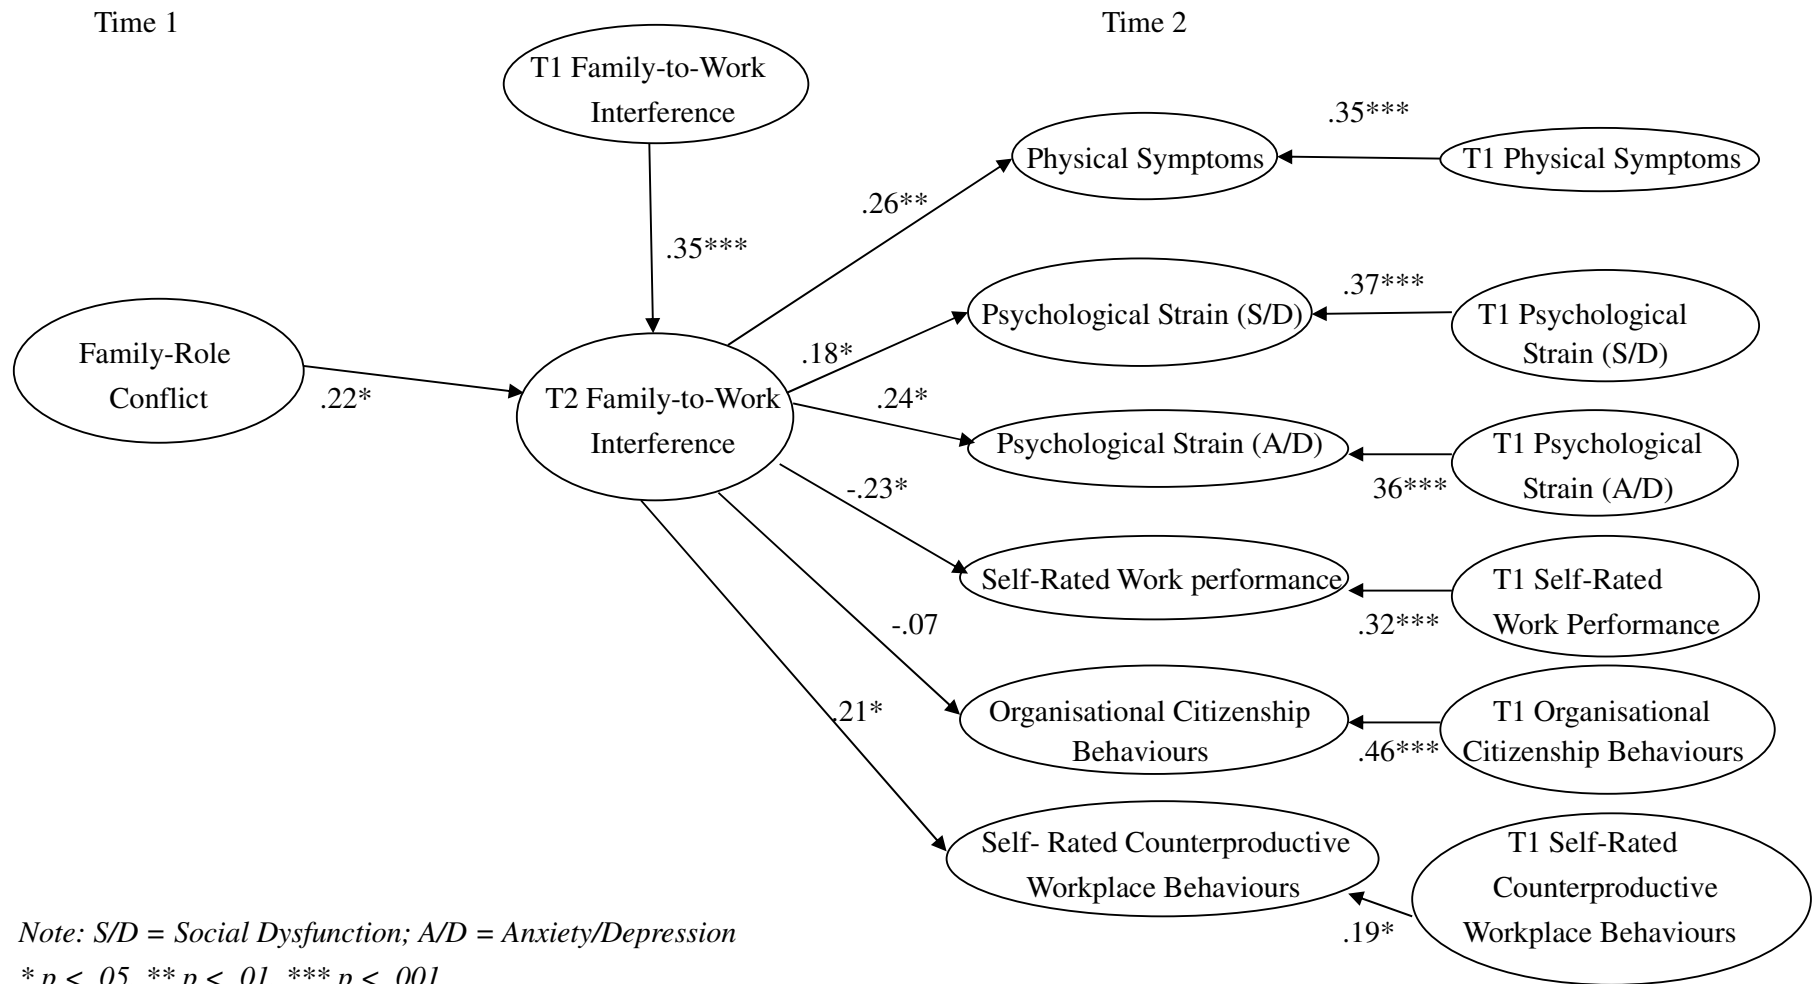 Time 1
Time 2
T1 Family-to-Work
Interference
.35***
Physical Symptoms
T1 Physical Symptoms
.26**
.35***
.37***
Psychological Strain (S/D)
T1 Psychological
Strain (S/D)
Family-Role
Conflict
.22*
.18*
T2 Family-to-Work
Interference
.24*
Psychological Strain (A/D)
T1 Psychological
Strain (A/D)
36***
-.23*
Self-Rated Work performance
T1 Self-Rated
Work Performance
.32***
-.07
Organisational Citizenship
Behaviours
T1 Organisational
Citizenship Behaviours
.46***
.21*
Self- Rated Counterproductive
Workplace Behaviours
T1 Self-Rated
Counterproductive
Workplace Behaviours
.19*
Note: S/D = Social Dysfunction; A/D = Anxiety/Depression
* p < .05, ** p < .01, *** p < .001